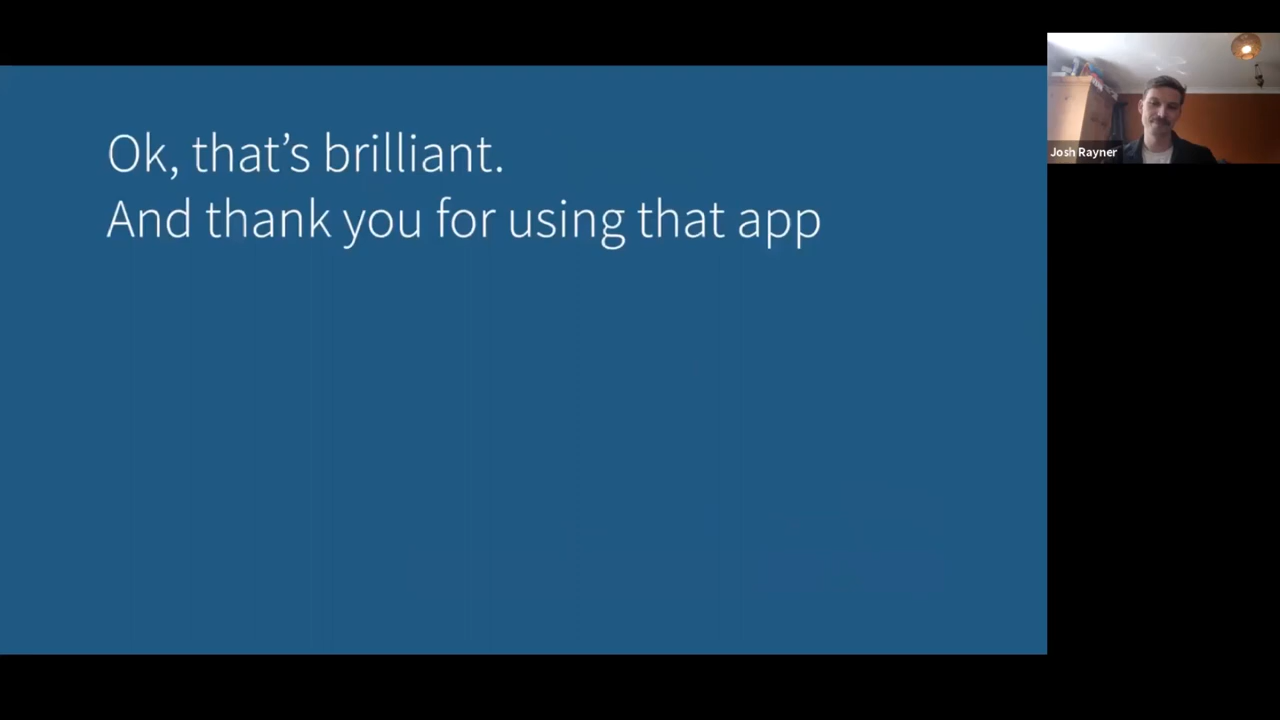 Ok, that’s brilliant.
And thank you for using that app
Josh Rayner